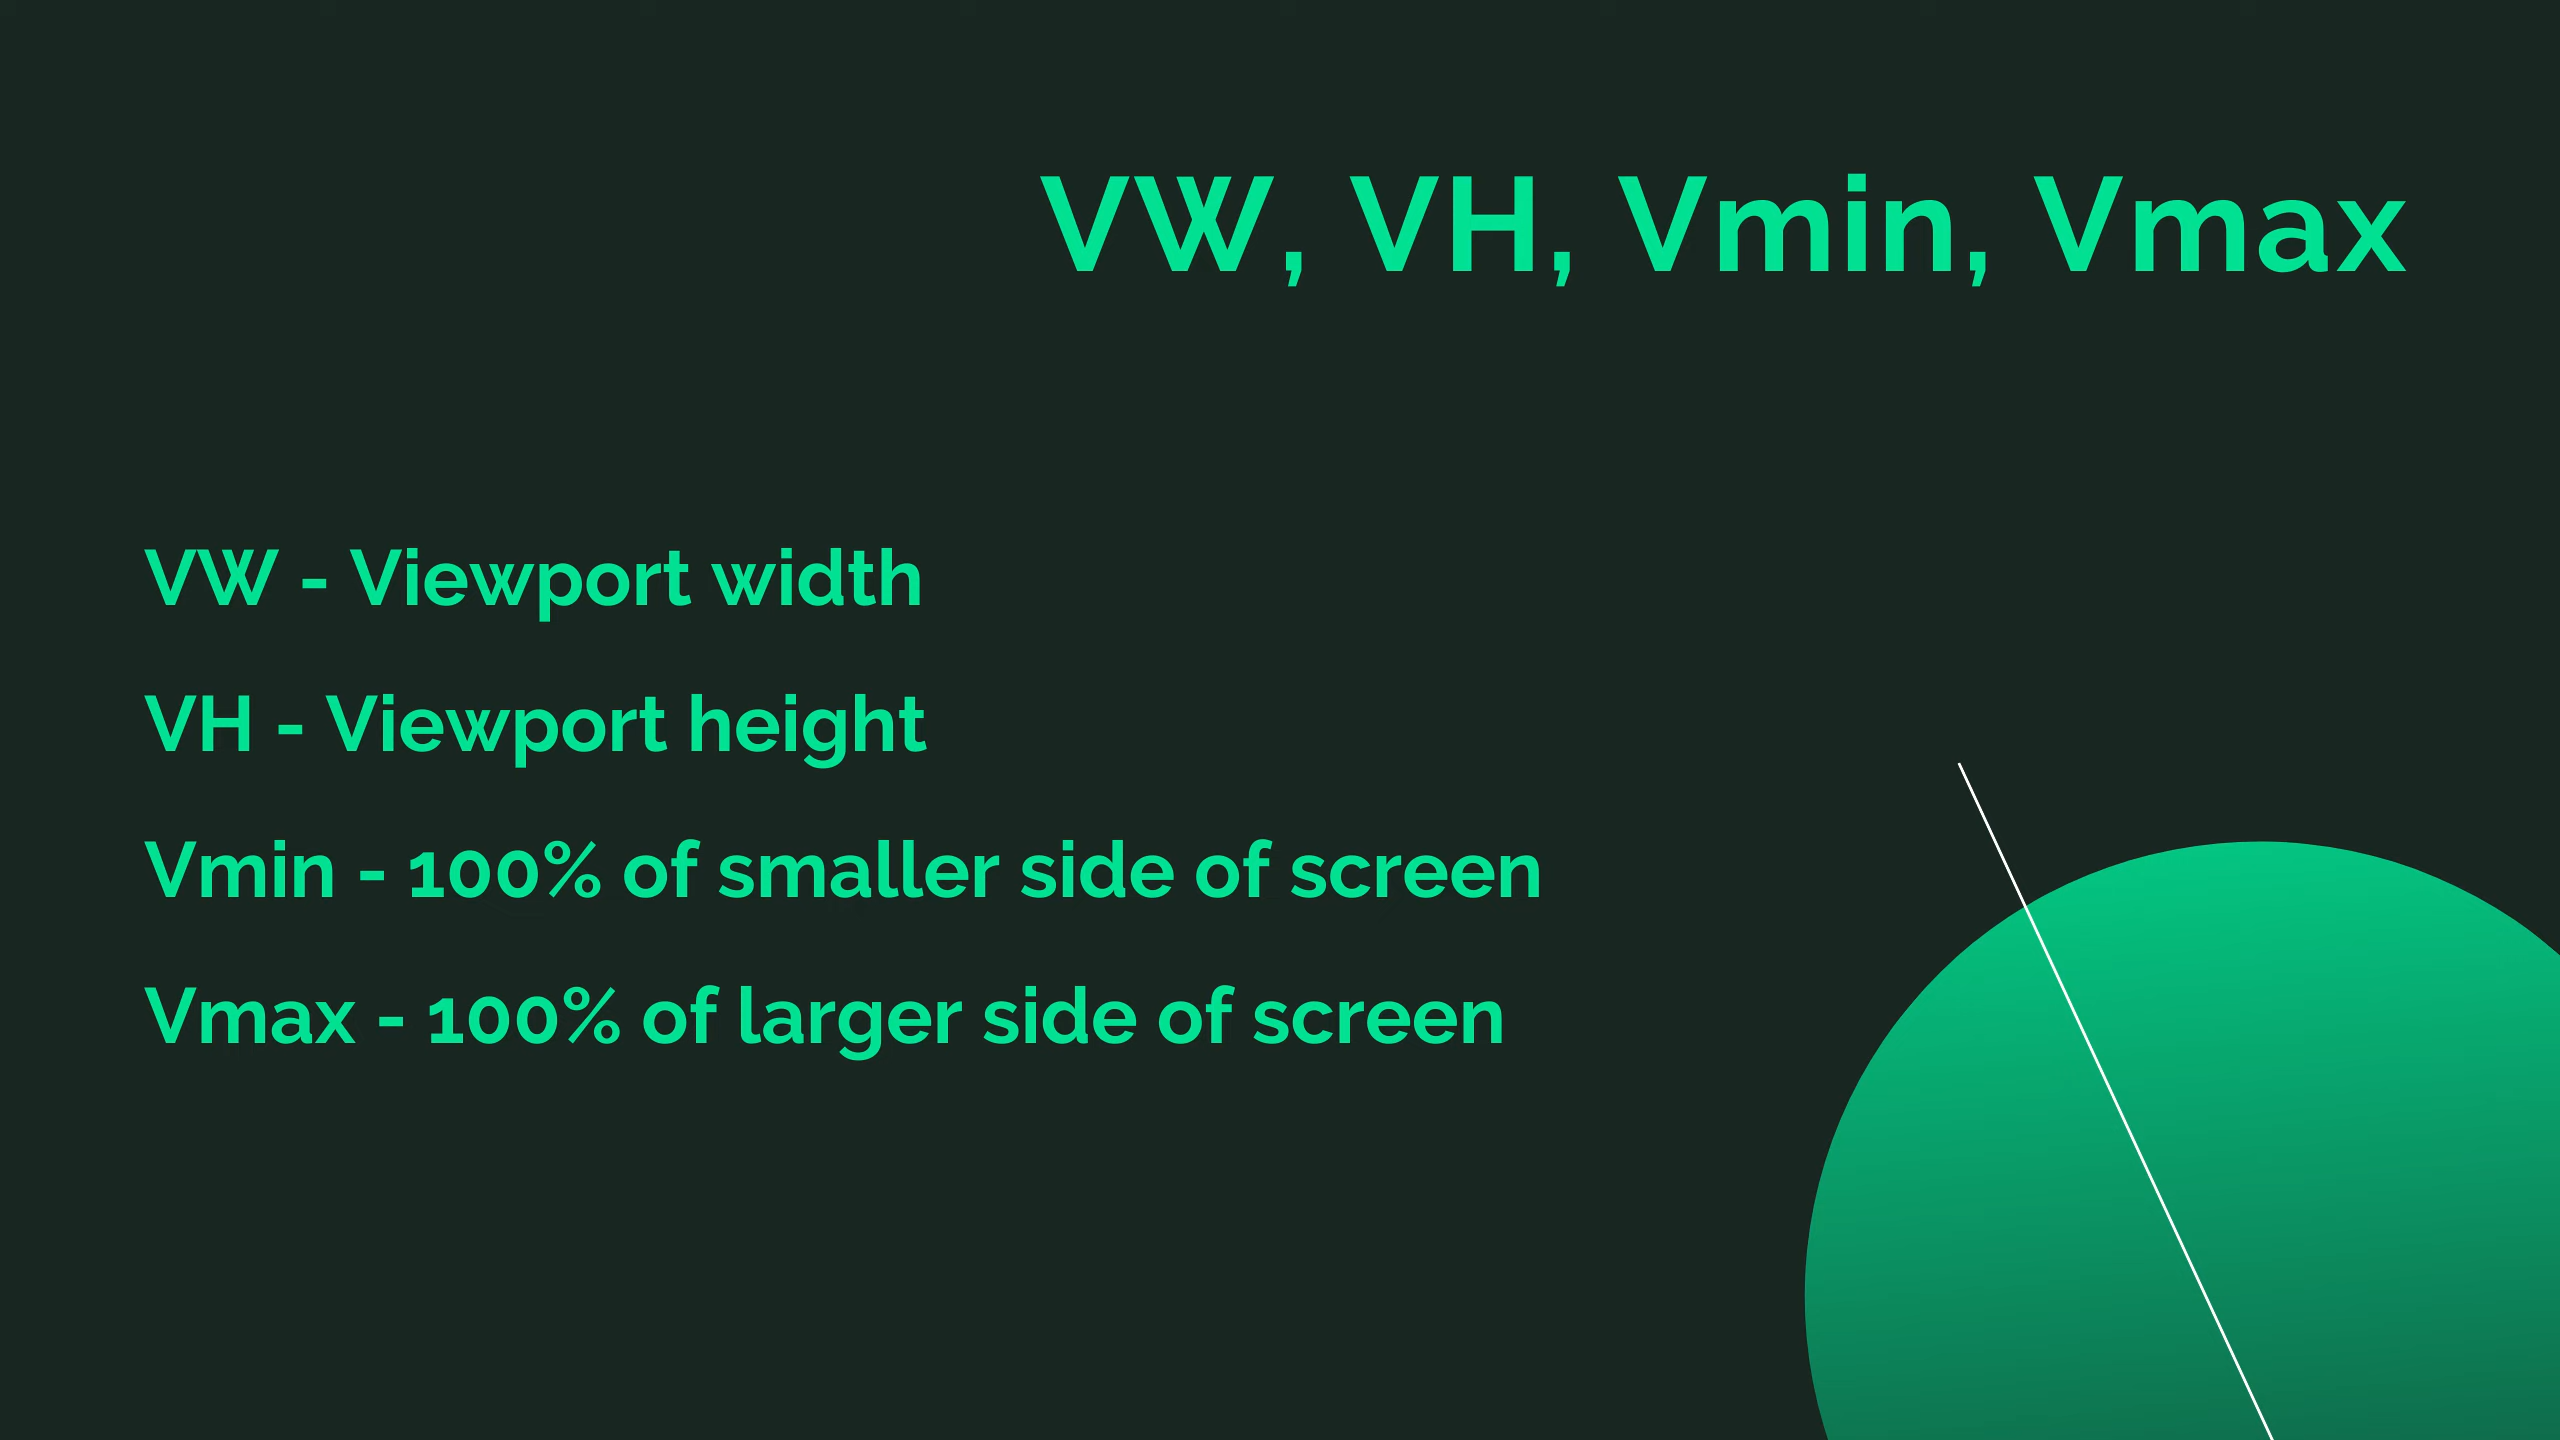 VW, VH, Vmin, Vmax
VW - Viewport width
VH - Viewport height
Vmin - 100% of smaller side of screen
Vmax - 100% of larger side of screen